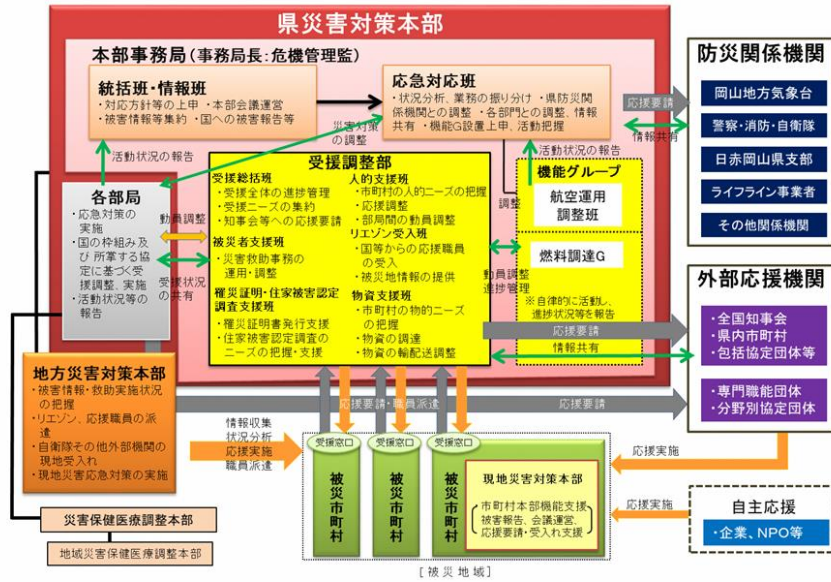 県災害対策本部
本部事務局(事務局長:危機管理監)
統括班・情報班
・対応方針等の上申 ・本部会議運営
・被害情報等集約 ・国への被害報告等
応急対応班
・状況分析、業務の振り分け ・県防災関
係機関との調整 ・各部門との調整、情報
共有 ・機能G設置上申、活動把握
災害対策
の調整
活動状況の報告
活動状況の報告
応援要請
情報共有
各部局
・応急対策の
実施
・国の枠組み及
び所掌する協
定に基づく受
援調整、実施
・活動状況等の
報告
動員調整
受援状況
の共有
受援調整部
受援総括班
・受援全体の進捗管理
・受援ニーズの集約
・知事会等への応援要請
被災者支援班
・災害救助事務の
運用・調整
罹災証明・住家被害認定
調査支援班
・罹災証明書発行支援
・住家被害認定調査の
ニーズの把握・支援
人的支援班
・市町村の人的ニーズの把握
・応援調整
・部局間の動員調整
リエゾン受入班
・国等からの応援職員
の受入
・被災地情報の提供
物資支援班
・市町村の物的ニーズ
の把握
・物資の調達
・物資の輸配送調整
調整
動員調整
進捗管理
機能グループ
航空運用
調整班
燃料調達G
※自律的に活動し、
進捗状況等を報告
応援要請
情報共有
防災関係機関
岡山地方気象台
警察・消防・自衛隊
日赤岡山県支部
ライフライン事業者
その他関係機関
外部応援機関
・全国知事会
・県内市町村
・包括協定団体等
・専門職能団体
・分野別協定団体
地方災害対策本部
・被害情報・救助実施状況
の把握
・リエゾン、応援職員の派
遣
・自衛隊その他外部機関の
現地受入れ
・現地災害応急対策の実施
情報収集
状況分析
応援実施
職員派遣
応援要請・職員派遣
応援要請
受援窓口
受援窓口
受援窓口
被災市町村
被災市町村
被災市町村
現地災害対策本部
市町村本部機能支援
被害報告、会議運営、
応援要請・受入れ支援
応援実施
応援実施
自主応援
・企業、NPO等
災害保健医療調整本部
地域災害保健医療調整本部
[被災地域]